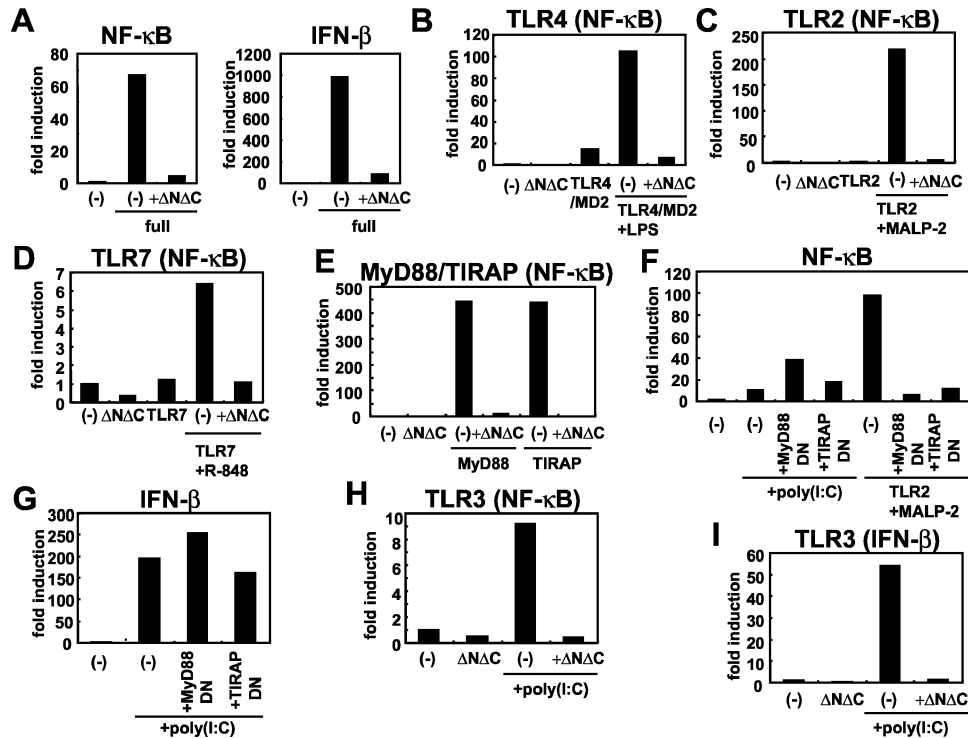 A
NF-κB
fold induction
80
60
40
20
0
(-)
(-)
+ΔNΔC
full
IFN-β
fold induction
1200
1000
800
600
400
200
0
(-)
(-)
+ΔNΔC
full
B
TLR4 (NF-κB)
fold induction
120
100
80
60
40
20
0
(-)
ΔNΔC
TLR4
/MD2
(-)
+ΔNΔC
TLR4/MD2
+LPS
C
TLR2 (NF-κB)
fold induction
250
200
150
100
50
0
(-)
ΔNΔC
TLR2
(-)
+ΔNΔC
TLR2
+MALP-2
D
TLR7 (NF-κB)
fold induction
7
6
5
4
3
2
1
0
(-)
ΔNΔC
TLR7
(-)
+ΔNΔC
TLR7
+R-848
E
MyD88/TIRAP (NF-κB)
fold induction
500
400
300
200
100
0
(-)
ΔNΔC
(-)
+ΔNΔC
(-)
+ΔNΔC
MyD88
TIRAP
F
NF-κB
fold induction
120
100
80
60
40
20
0
(-)
(-)
+MyD88
DN
+TIRAP
DN
(-)
+MyD88
DN
+TIRAP
DN
+poly(I:C)
TLR2
+MALP-2
G
IFN-β
fold induction
300
250
200
150
100
50
0
(-)
(-)
+MyD88
DN
+TIRAP
DN
+poly(I:C)
H
TLR3 (NF-κB)
fold induction
10
8
6
4
2
0
(-)
ΔNΔC
(-)
+ΔNΔC
+poly(I:C)
I
TLR3 (IFN-β)
fold induction
60
50
40
30
20
10
0
(-)
ΔNΔC
(-)
+ΔNΔC
+poly(I:C)